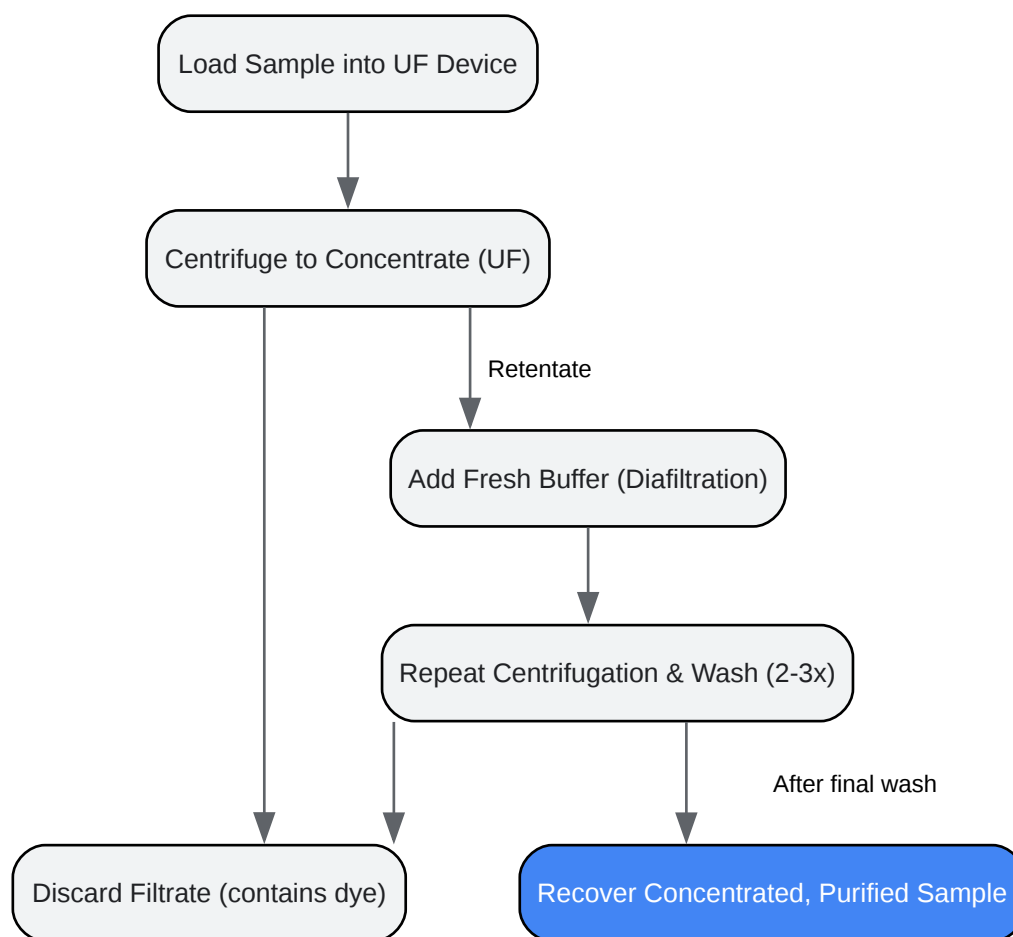 Load Sample into UF Device
Centrifuge to Concentrate (UF)
Retentate
Add Fresh Buffer (Diafiltration)
Repeat Centrifugation & Wash (2-3x)
After final wash
Discard Filtrate (contains dye)
Recover Concentrated, Purified Sample